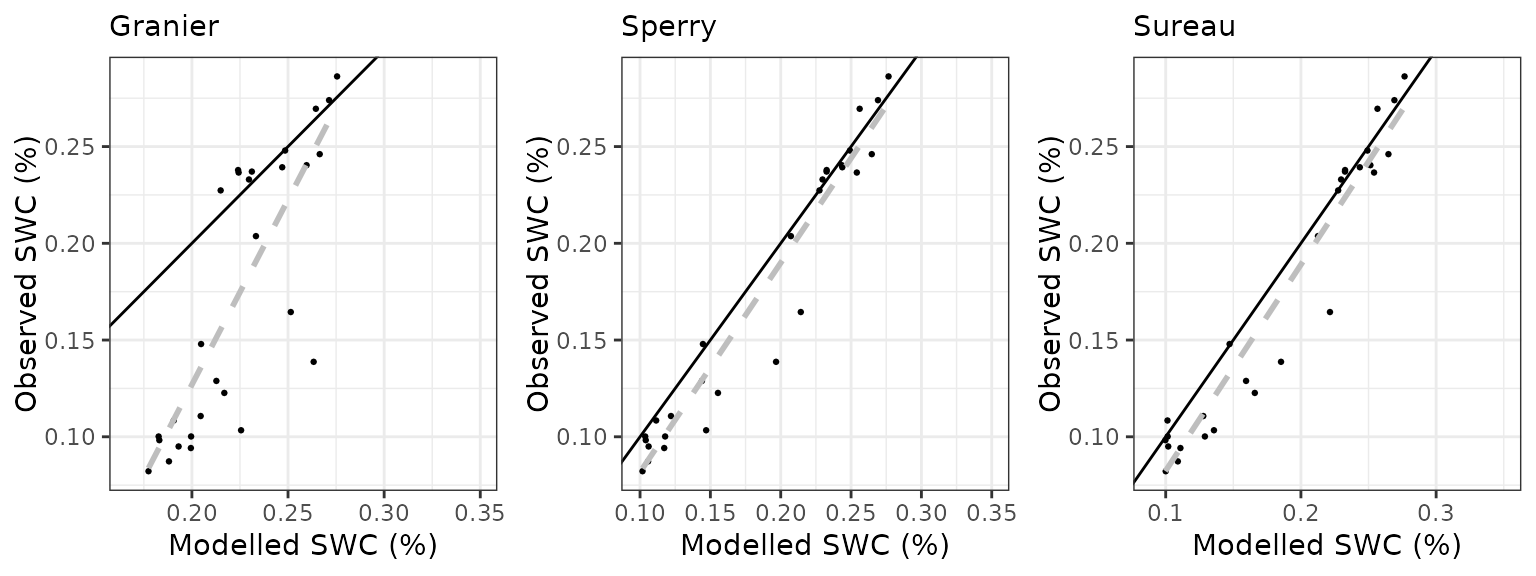 Granier
Sperry
Sureau
Observed SWC (%)
0.25
0.20
0.15
0.10
0.20 0.25 0.30 0.35
Modelled SWC (%)
Observed SWC (%)
0.25
0.20
0.15
0.10
0.10 0.15 0.20 0.25 0.30 0.35
Modelled SWC (%)
Observed SWC (%)
0.25
0.20
0.15
0.10
0.1 0.2 0.3
Modelled SWC (%)